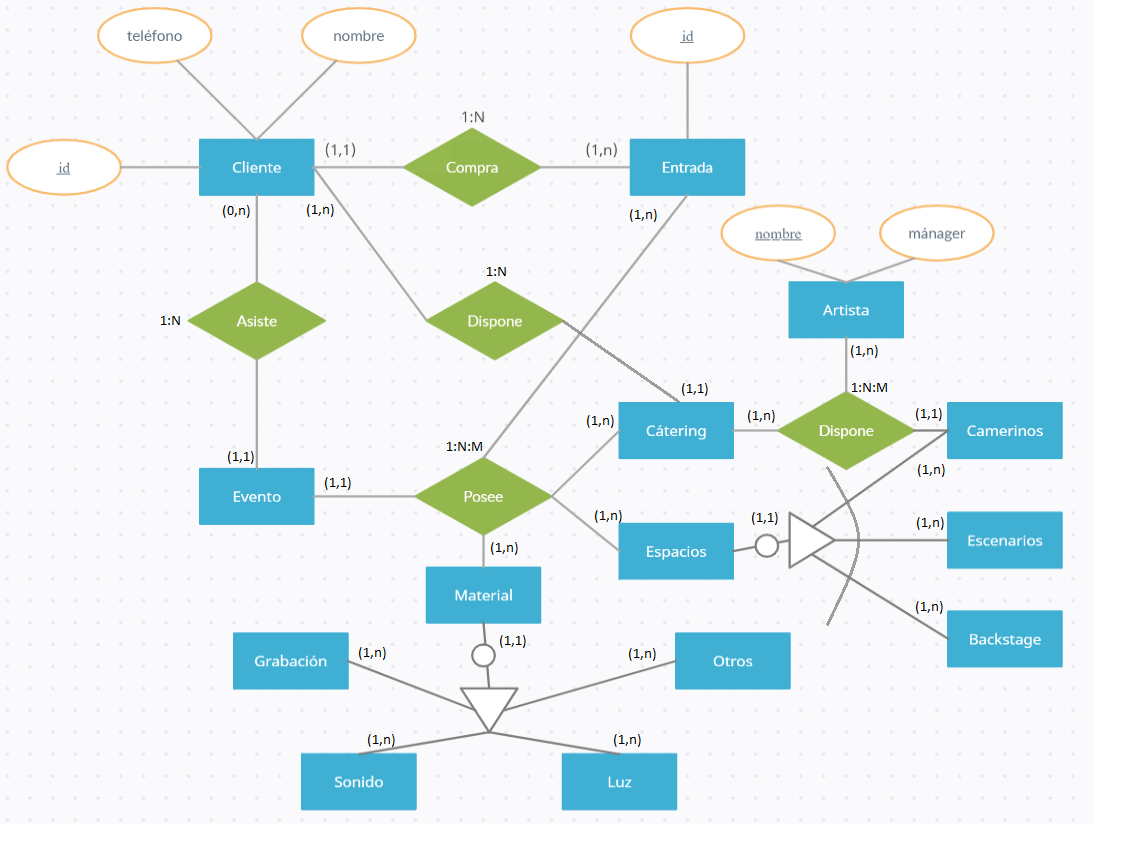 teléfono
nombre
id
1:N
id
Cliente
(1,1)
Compra
(1,n)
Entrada
(0,n)
(1,n)
(1,n)
nombre
mánager
1:N
1:N
Asiste
Dispone
Artista
(1,n)
(1,1)
1:N:M
(1,n)
Cátering
(1,n)
Dispone
(1,1)
Camerinos
1:N:M
(1,1)
(1,n)
Evento
(1,1)
Posee
(1,n)
(1,1)
(1,n)
Escenarios
Espacios
(1,n)
Material
(1,n)
Backstage
(1,1)
Grabación
(1,n)
(1,n)
Otros
(1,n)
(1,n)
Sonido
Luz